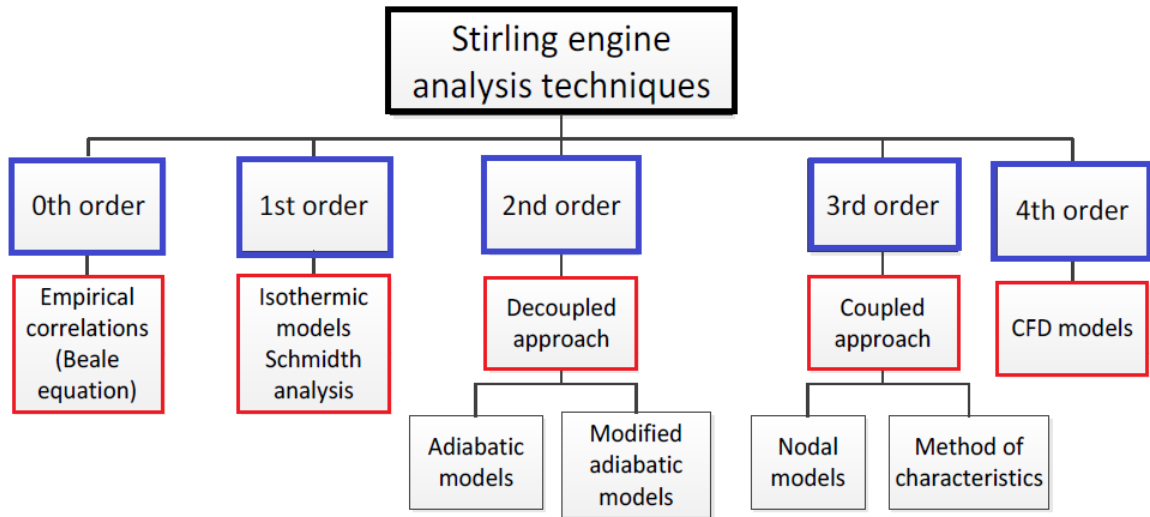 Stirling engine
analysis techniques
0th order
1st order
2nd order
3rd order
4th order
Empirical
correlations
(Beale
equation)
Isothermic
models
Schmidth
analysis
Decoupled
approach
Coupled
approach
CFD models
Adiabatic
models
Modified
adiabatic
models
Nodal
models
Method of
characteristics